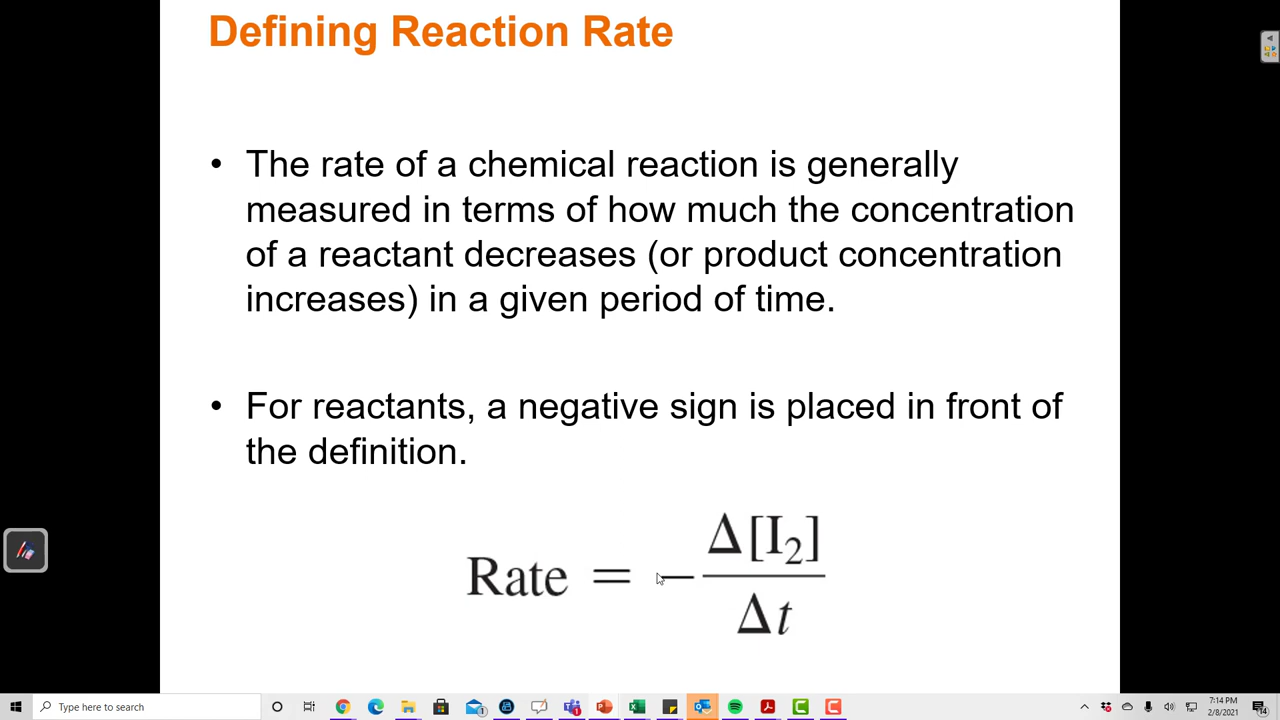 Defining Reaction Rate
• The rate of a chemical reaction is generally
measured in terms of how much the concentration
of a reactant decreases (or product concentration
increases) in a given period of time.
• For reactants, a negative sign is placed in front of
the definition.
Rate = − Δ[I₂] / Δt
Type here to search
7:14 PM
2/8/2021